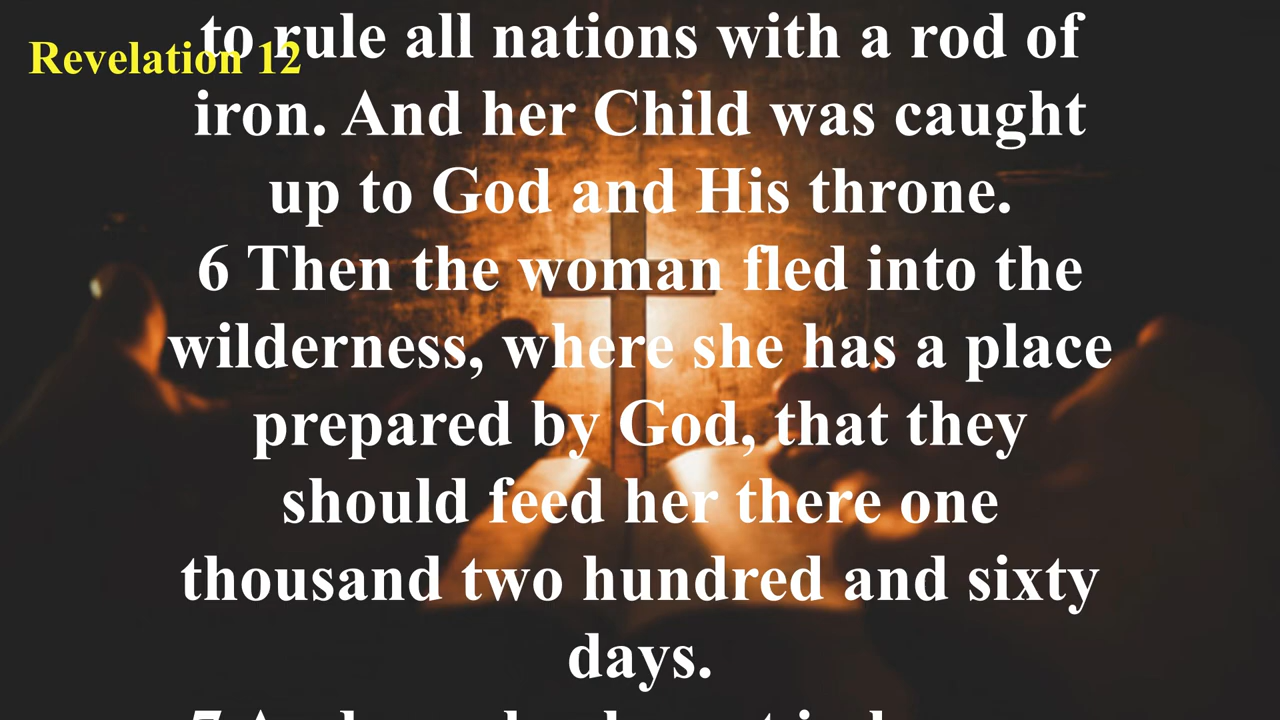 Revelation 12
to rule all nations with a rod of
iron. And her Child was caught
up to God and His throne.
6 Then the woman fled into the
wilderness, where she has a place
prepared by God, that they
should feed her there one
thousand two hundred and sixty
days.